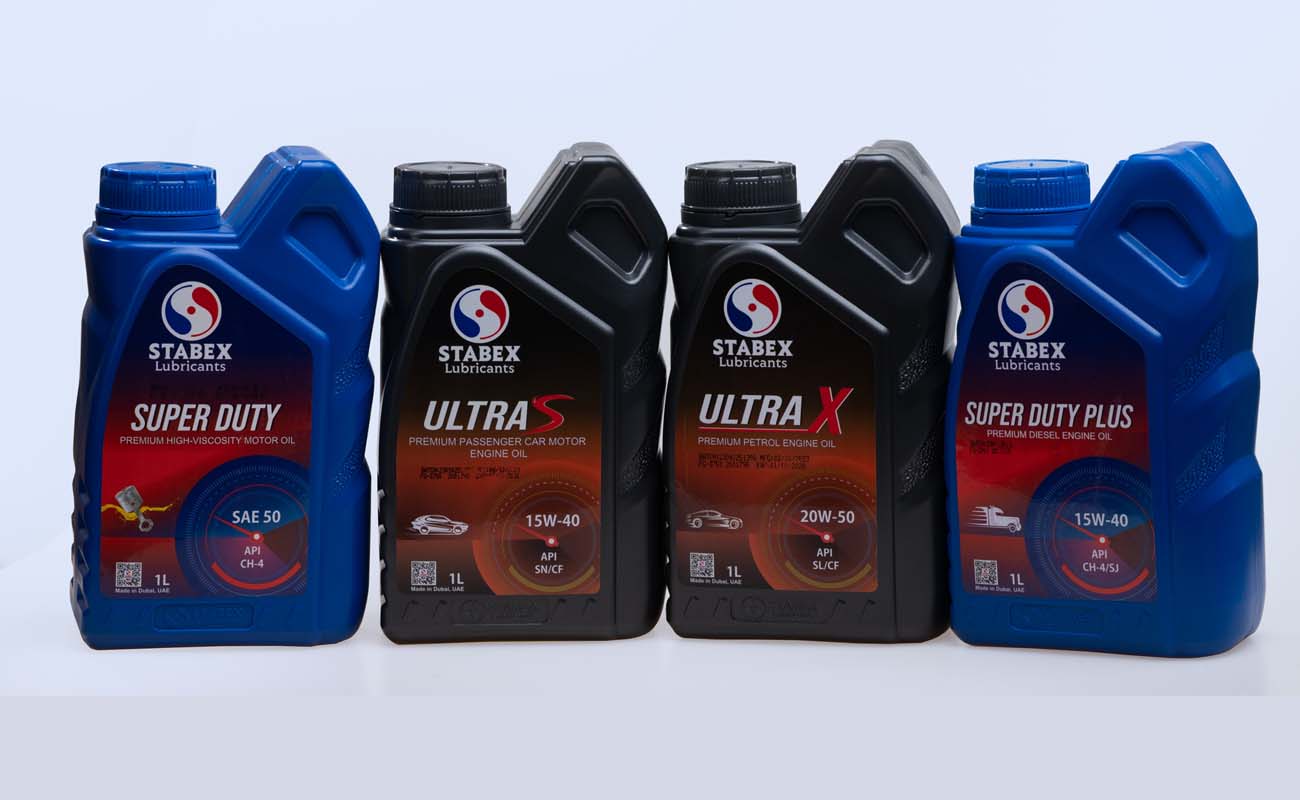 STABEX
Lubricants
SUPER DUTY
PREMIUM HIGH-VISCOSITY MOTOR OIL
SAE 50
API
CH-4
1L
Made in Dubai, UAE
STABEX
Lubricants
ULTRA S
PREMIUM PASSENGER CAR MOTOR
ENGINE OIL
15W-40
API
SN/CF
1L
Made in Dubai, UAE
STABEX
Lubricants
ULTRA X
PREMIUM PETROL ENGINE OIL
20W-50
API
SL/CF
1L
Made in Dubai, UAE
STABEX
Lubricants
SUPER DUTY PLUS
PREMIUM DIESEL ENGINE OIL
15W-40
API
CH-4/SJ
1L
Made in Dubai, UAE